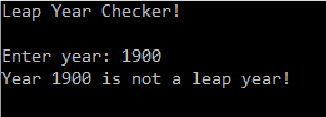 Leap Year Checker!
Enter year: 1900
Year 1900 is not a leap year!